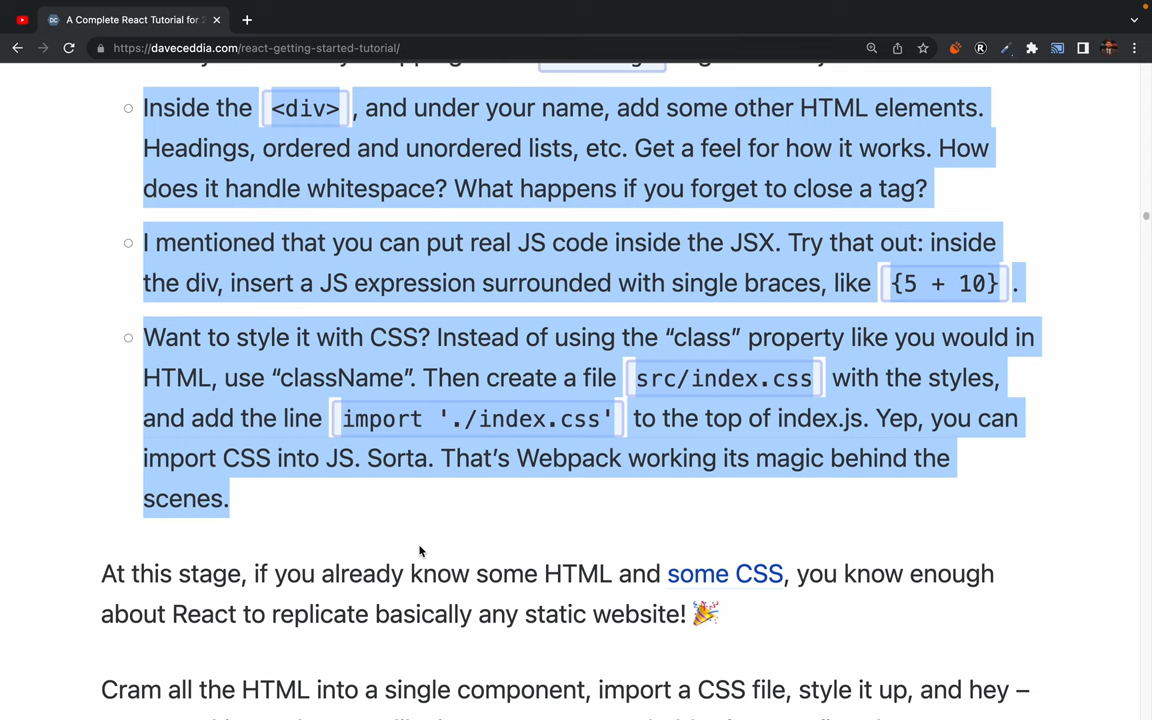 A Complete React Tutorial for 2
https://daveceddia.com/react-getting-started-tutorial/
Inside the <div>, and under your name, add some other HTML elements.
Headings, ordered and unordered lists, etc. Get a feel for how it works. How
does it handle whitespace? What happens if you forget to close a tag?
I mentioned that you can put real JS code inside the JSX. Try that out: inside
the div, insert a JS expression surrounded with single braces, like {5 + 10}.
Want to style it with CSS? Instead of using the “class” property like you would in
HTML, use “className”. Then create a file src/index.css with the styles,
and add the line import './index.css' to the top of index.js. Yep, you can
import CSS into JS. Sorta. That’s Webpack working its magic behind the
scenes.
At this stage, if you already know some HTML and some CSS, you know enough
about React to replicate basically any static website! 🎉
Cram all the HTML into a single component, import a CSS file, style it up, and hey –